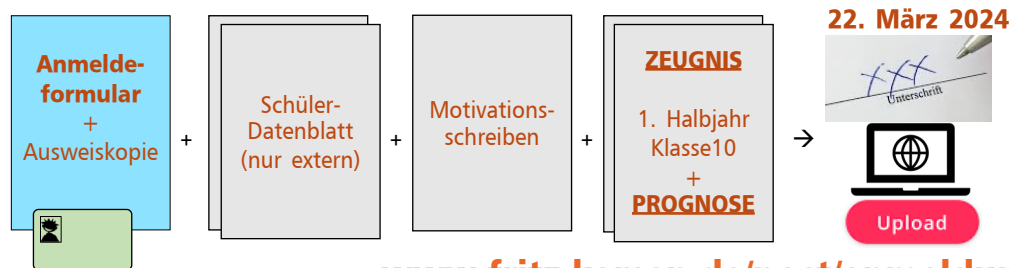 22. März 2024
Anmelde-
formular
+
Ausweiskopie
+
Schüler-
Datenblatt
(nur extern)
+
Motivations-
schreiben
+
ZEUGNIS
1. Halbjahr
Klasse10
+
PROGNOSE
→
xxx
Unterschrift
Upload